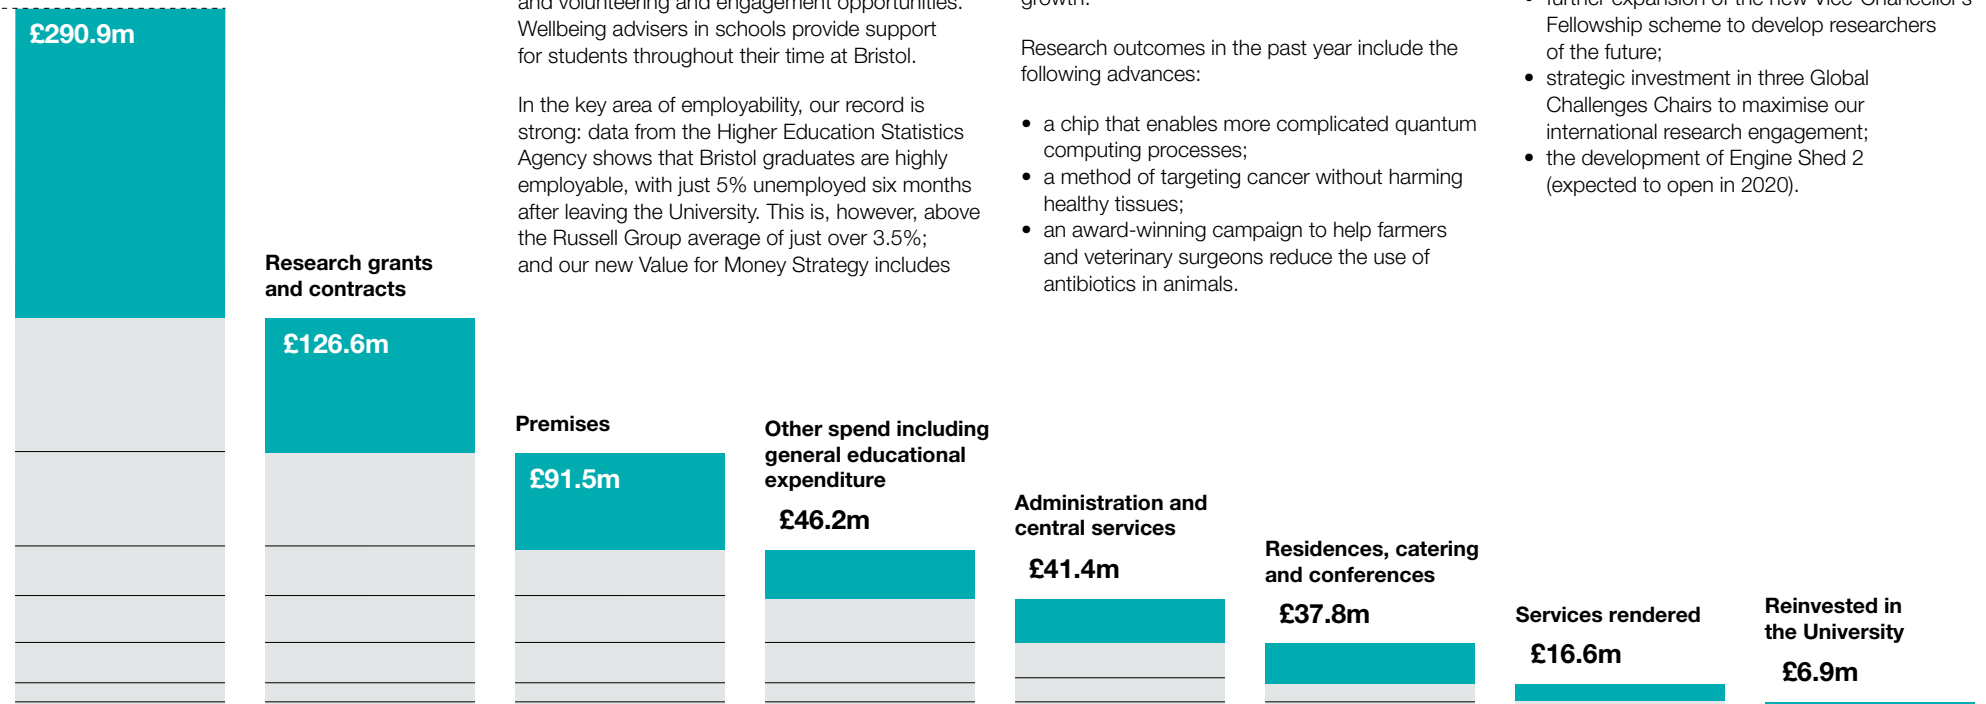 £290.9m
and volunteering and engagement opportunities.
Wellbeing advisers in schools provide support
for students throughout their time at Bristol.
In the key area of employability, our record is
strong: data from the Higher Education Statistics
Agency shows that Bristol graduates are highly
employable, with just 5% unemployed six months
after leaving the University. This is, however, above
the Russell Group average of just over 3.5%;
and our new Value for Money Strategy includes
growth.
Research outcomes in the past year include the
following advances:
• a chip that enables more complicated quantum
computing processes;
• a method of targeting cancer without harming
healthy tissues;
• an award-winning campaign to help farmers
and veterinary surgeons reduce the use of
antibiotics in animals.
• further expansion of the new Vice-Chancellor's
Fellowship scheme to develop researchers
of the future;
• strategic investment in three Global
Challenges Chairs to maximise our
international research engagement;
• the development of Engine Shed 2
(expected to open in 2020).
Research grants
and contracts
£126.6m
Premises
£91.5m
Other spend including
general educational
expenditure
£46.2m
Administration and
central services
£41.4m
Residences, catering
and conferences
£37.8m
Services rendered
£16.6m
Reinvested in
the University
£6.9m